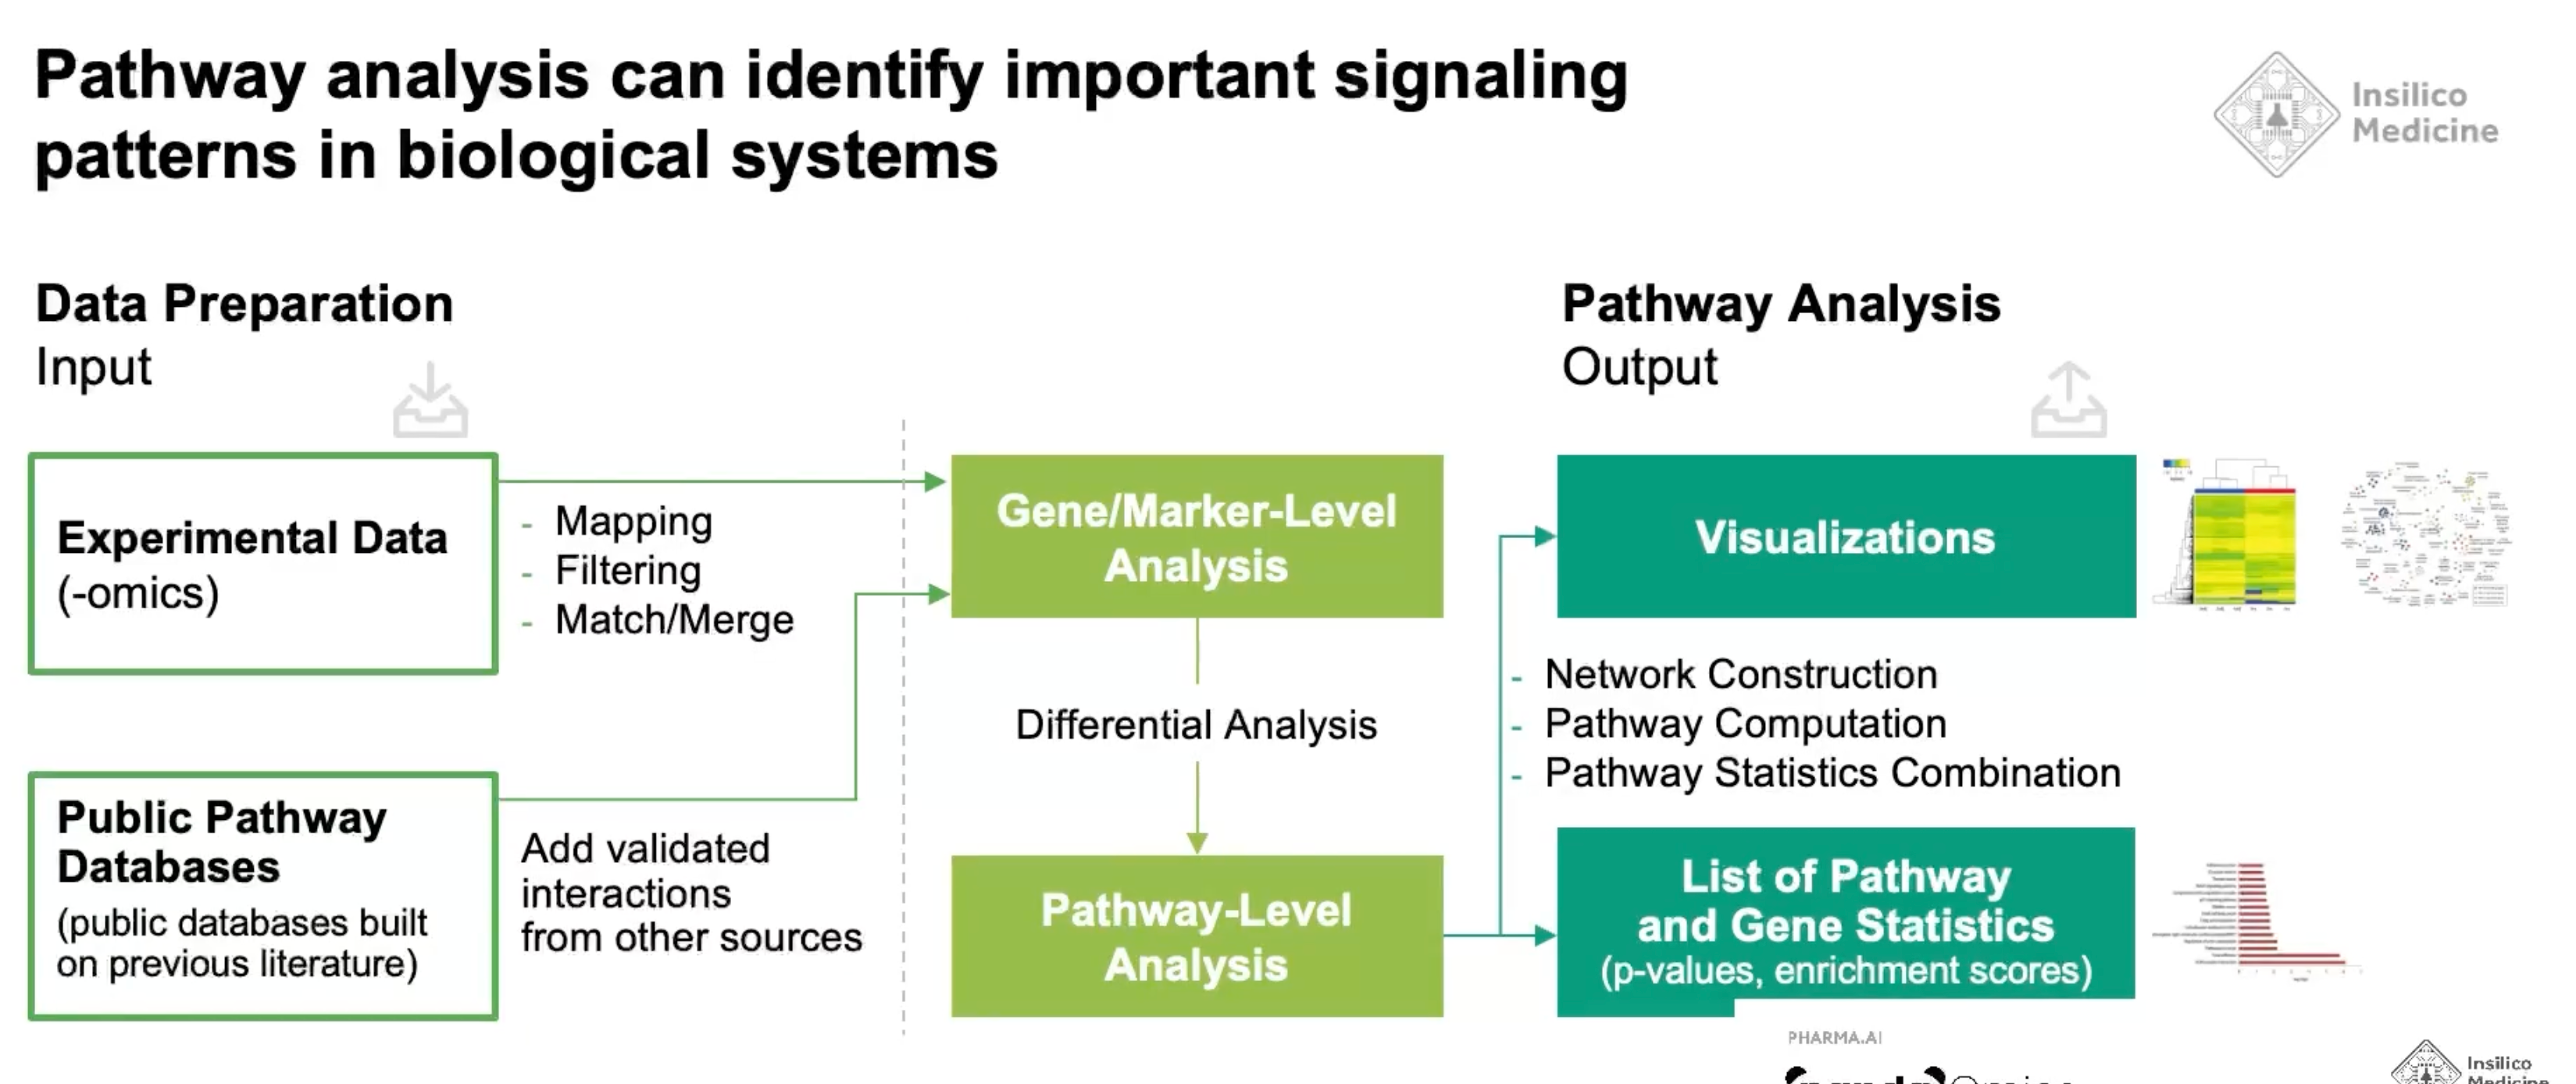 Pathway analysis can identify important signaling
patterns in biological systems
Insilico
Medicine
Data Preparation
Input
Pathway Analysis
Output
Experimental Data
(-omics)
- Mapping
- Filtering
- Match/Merge
Gene/Marker-Level
Analysis
Visualizations
Differential Analysis
- Network Construction
- Pathway Computation
- Pathway Statistics Combination
Public Pathway
Databases
(public databases built
on previous literature)
Add validated
interactions
from other sources
Pathway-Level
Analysis
List of Pathway
and Gene Statistics
(p-values, enrichment scores)
PHARMA.AI
Insilico